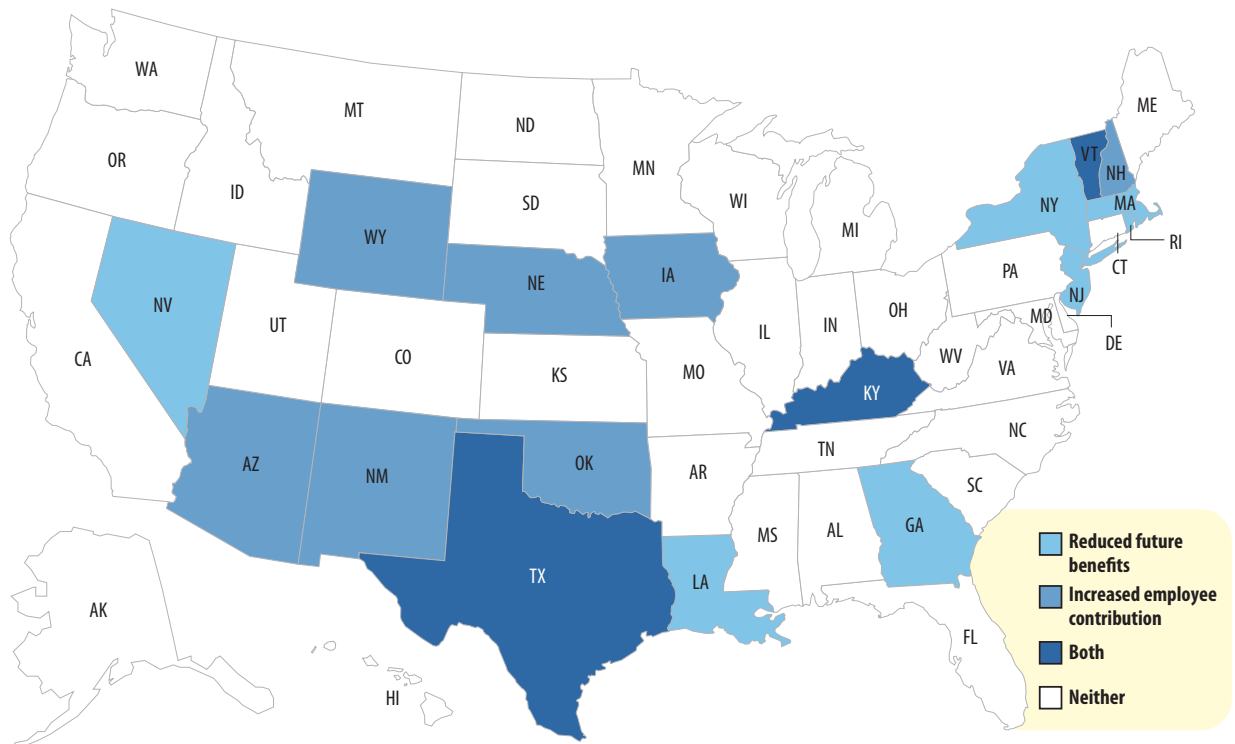 WA
MT
ND
MN
ME
OR
ID
SD
WI
MI
VT
NH
NY
MA
RI
CT
WY
NE
IA
PA
NJ
NV
UT
CO
IL
IN
OH
MD
DE
CA
KS
MO
WV
VA
KY
AZ
NM
OK
AR
TN
NC
SC
TX
LA
MS
AL
GA
FL
AK
HI
Reduced future
benefits
Increased employee
contribution
Both
Neither